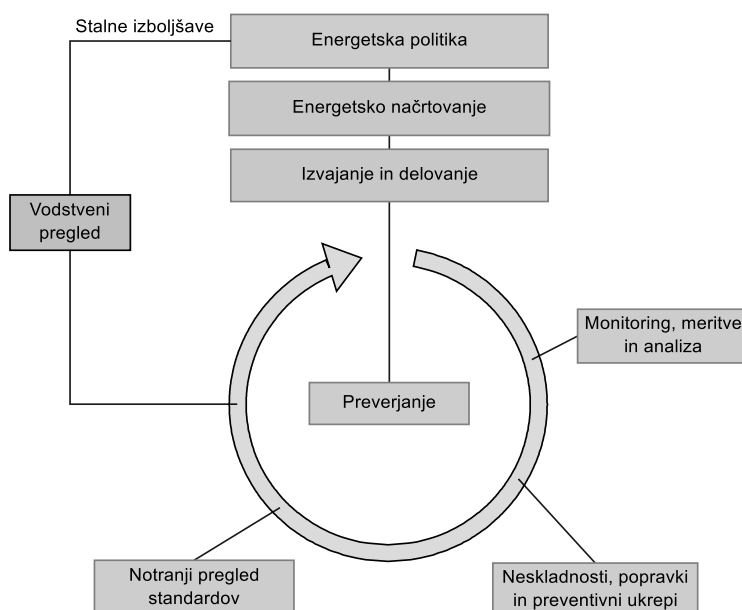 Stalne izboljšave
Energetska politika
Energetsko načrtovanje
Izvajanje in delovanje
Vodstveni
pregled
Monitoring, meritve
in analiza
Preverjanje
Notranji pregled
standardov
Neskladnosti, popravki
in preventivni ukrepi